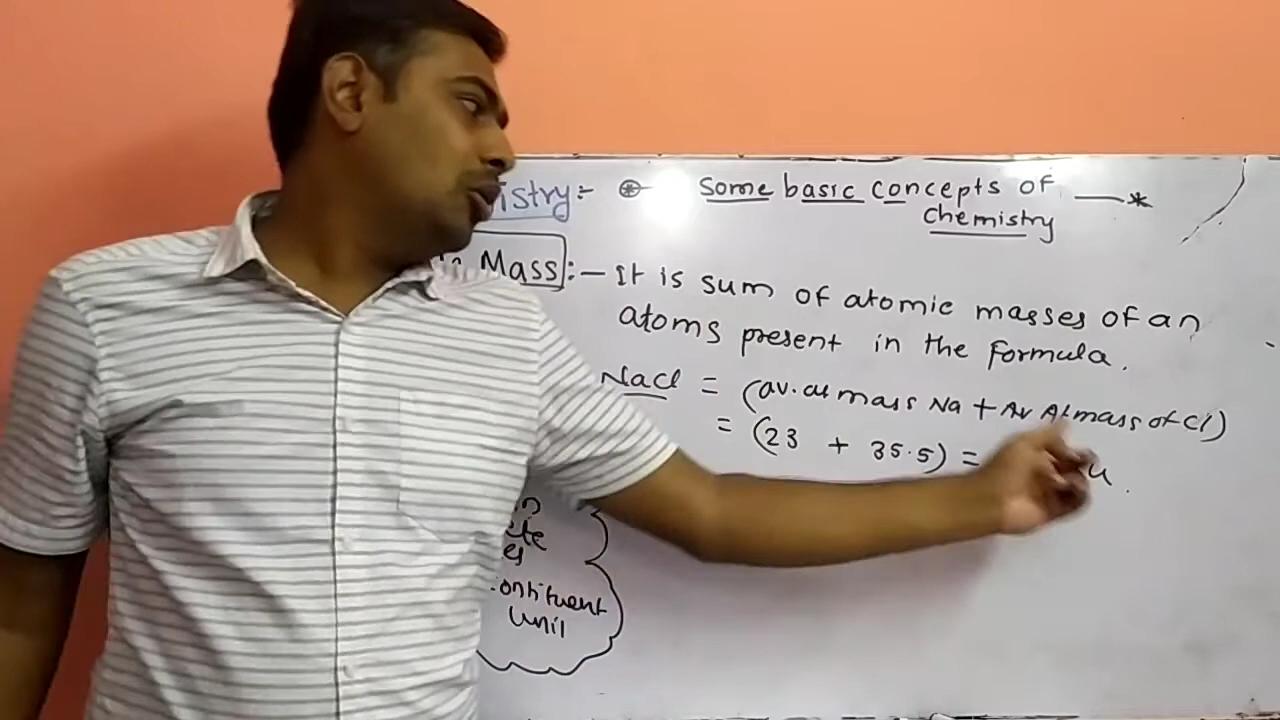 istry:- ⊛ Some basic concepts of —*
chemistry
Mass :- It is sum of atomic masses of an
atoms present in the formula.
NaCl = (av. at mass Na + Av At mass of Cl)
= (23 + 35.5) = u.
onstituent
Unit